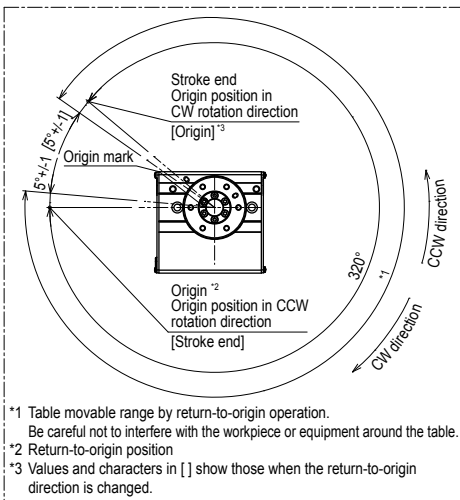 Stroke end
Origin position in
CW rotation direction
[Origin] *3
5°+/-1 [5°+/-1]
Origin mark
Origin *2
Origin position in CCW
rotation direction
[Stroke end]
320°
*1
CCW direction
CW direction
*1 Table movable range by return-to-origin operation.
Be careful not to interfere with the workpiece or equipment around the table.
*2 Return-to-origin position
*3 Values and characters in [ ] show those when the return-to-origin
direction is changed.